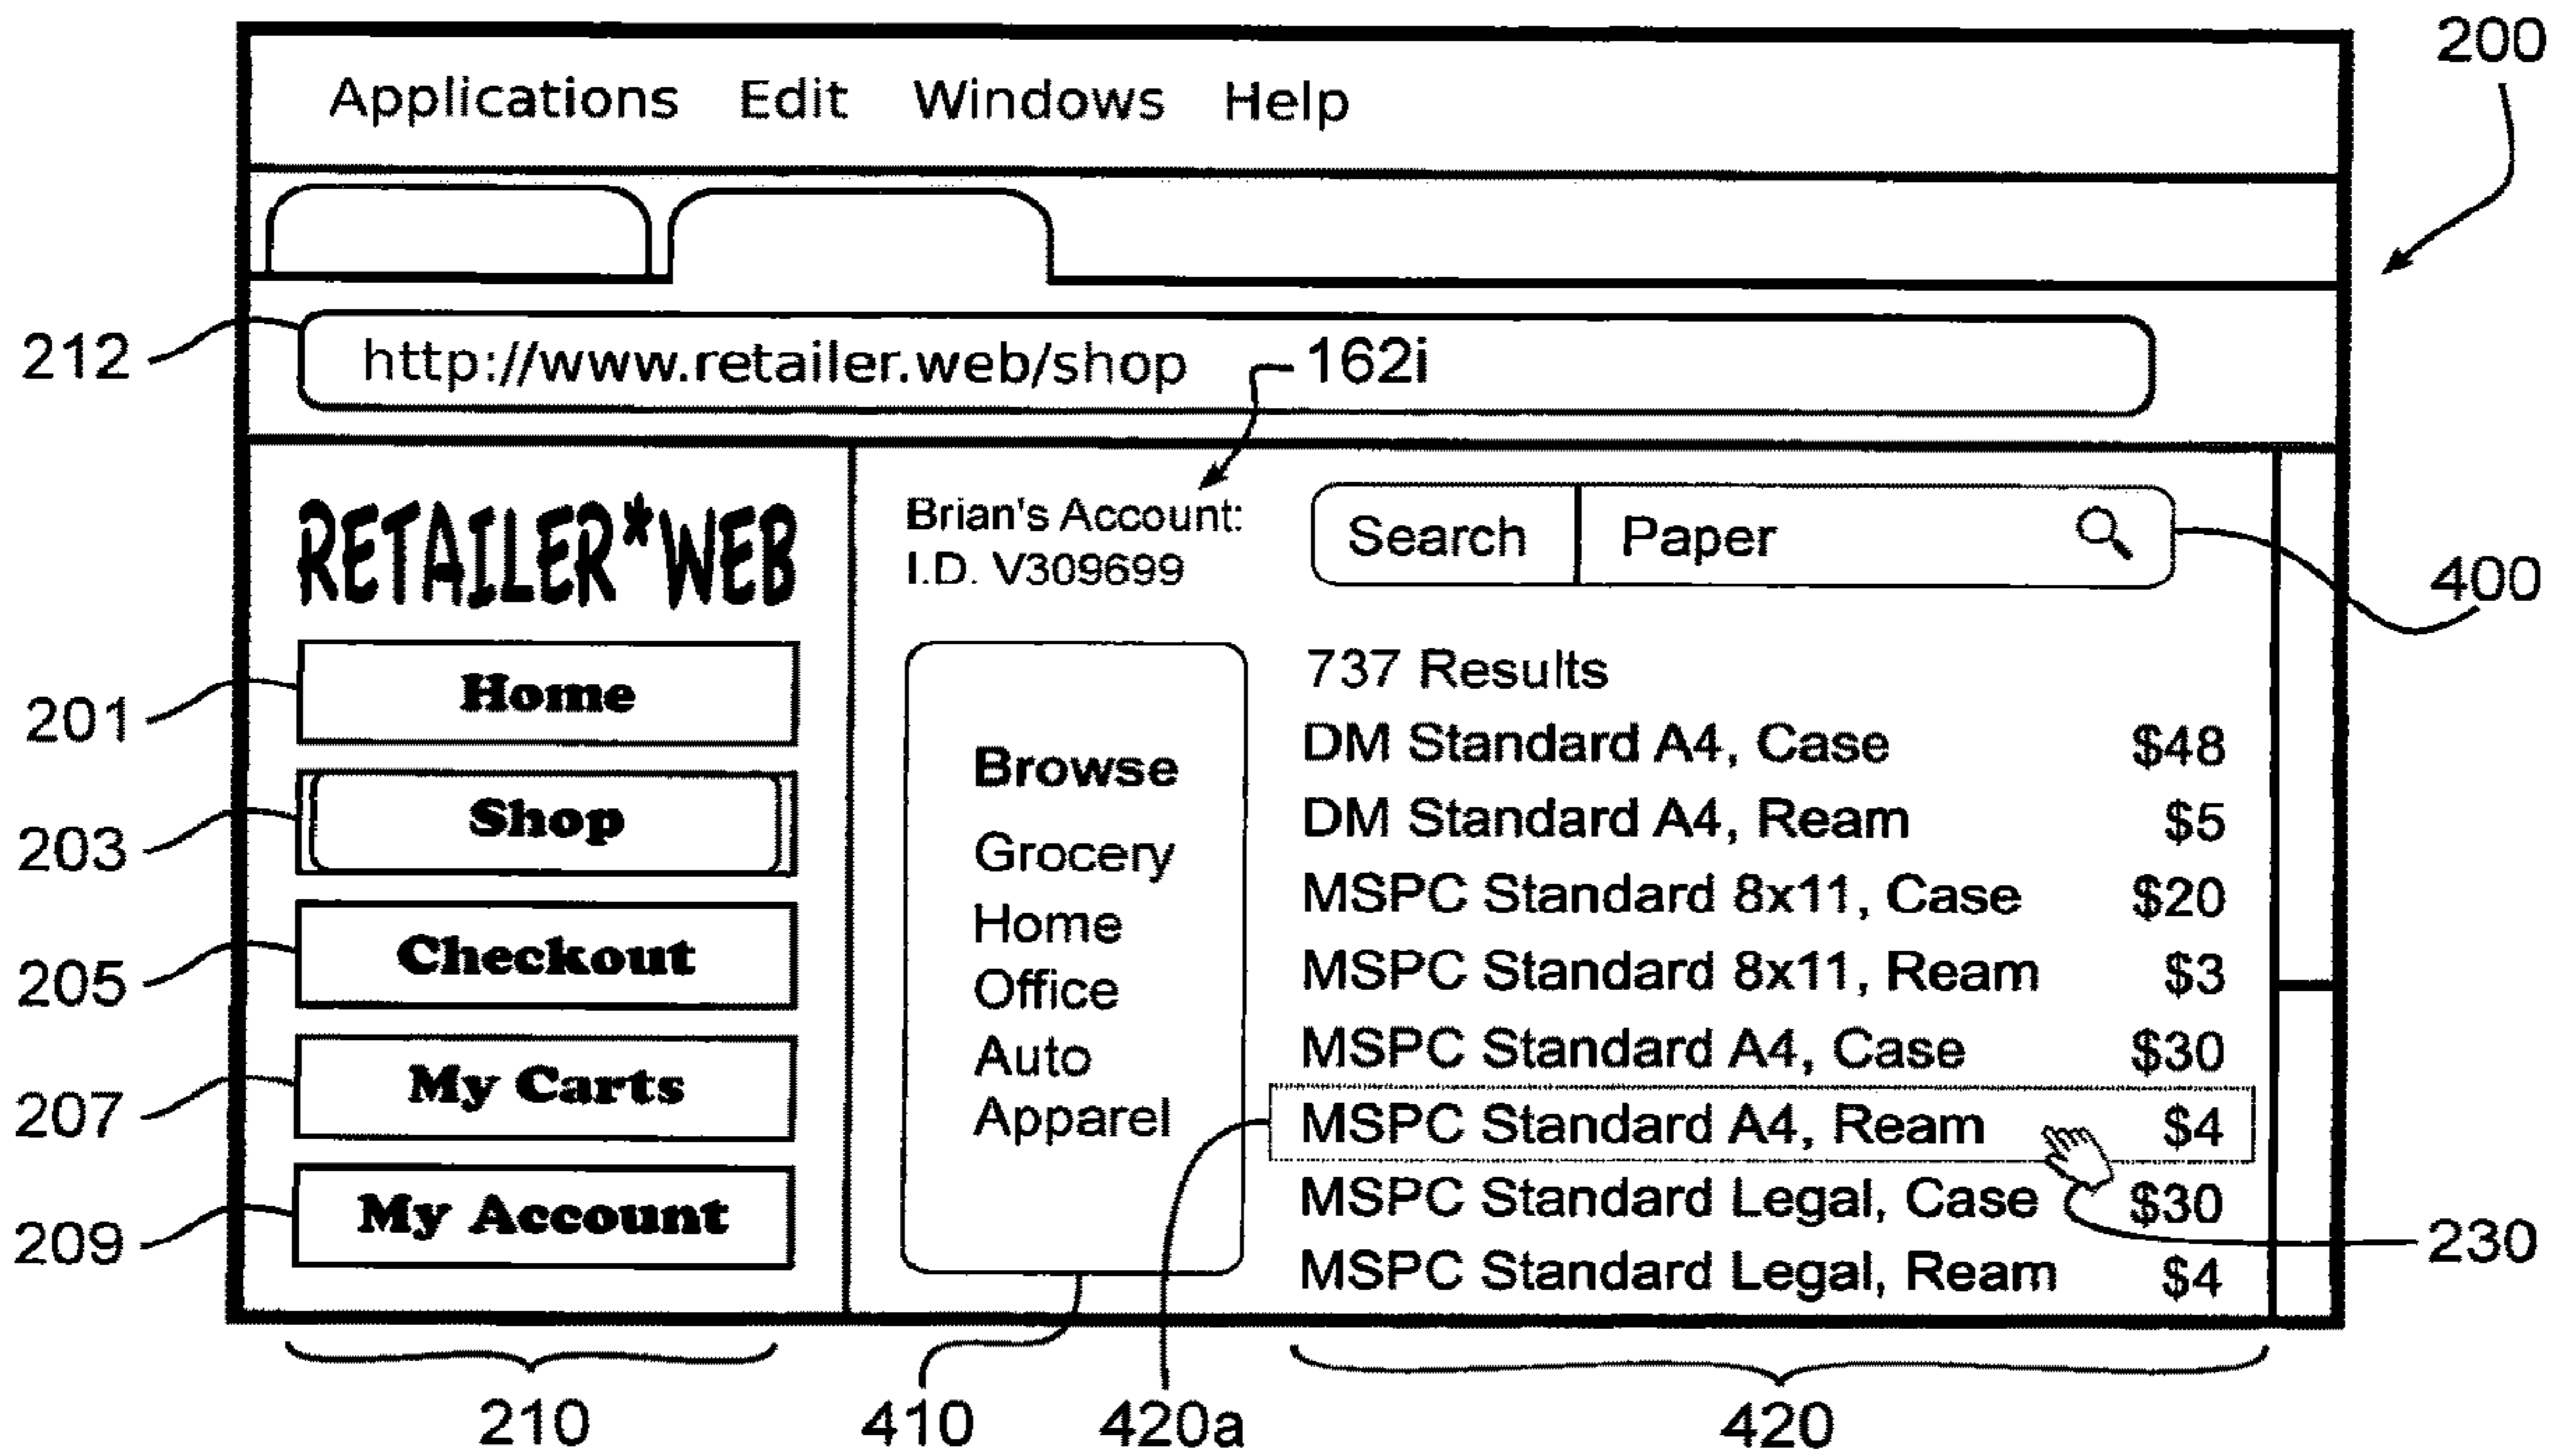 200
Applications Edit Windows Help
212
http://www.retailer.web/shop
162i
RETAILER*WEB
Brian's Account:
I.D. V309699
Search Paper
400
201
Home
203
Shop
205
Checkout
207
My Carts
209
My Account
Browse
Grocery
Home
Office
Auto
Apparel
737 Results
DM Standard A4, Case $48
DM Standard A4, Ream $5
MSPC Standard 8x11, Case $20
MSPC Standard 8x11, Ream $3
MSPC Standard A4, Case $30
MSPC Standard A4, Ream $4
MSPC Standard Legal, Case $30
MSPC Standard Legal, Ream $4
230
210
410
420a
420